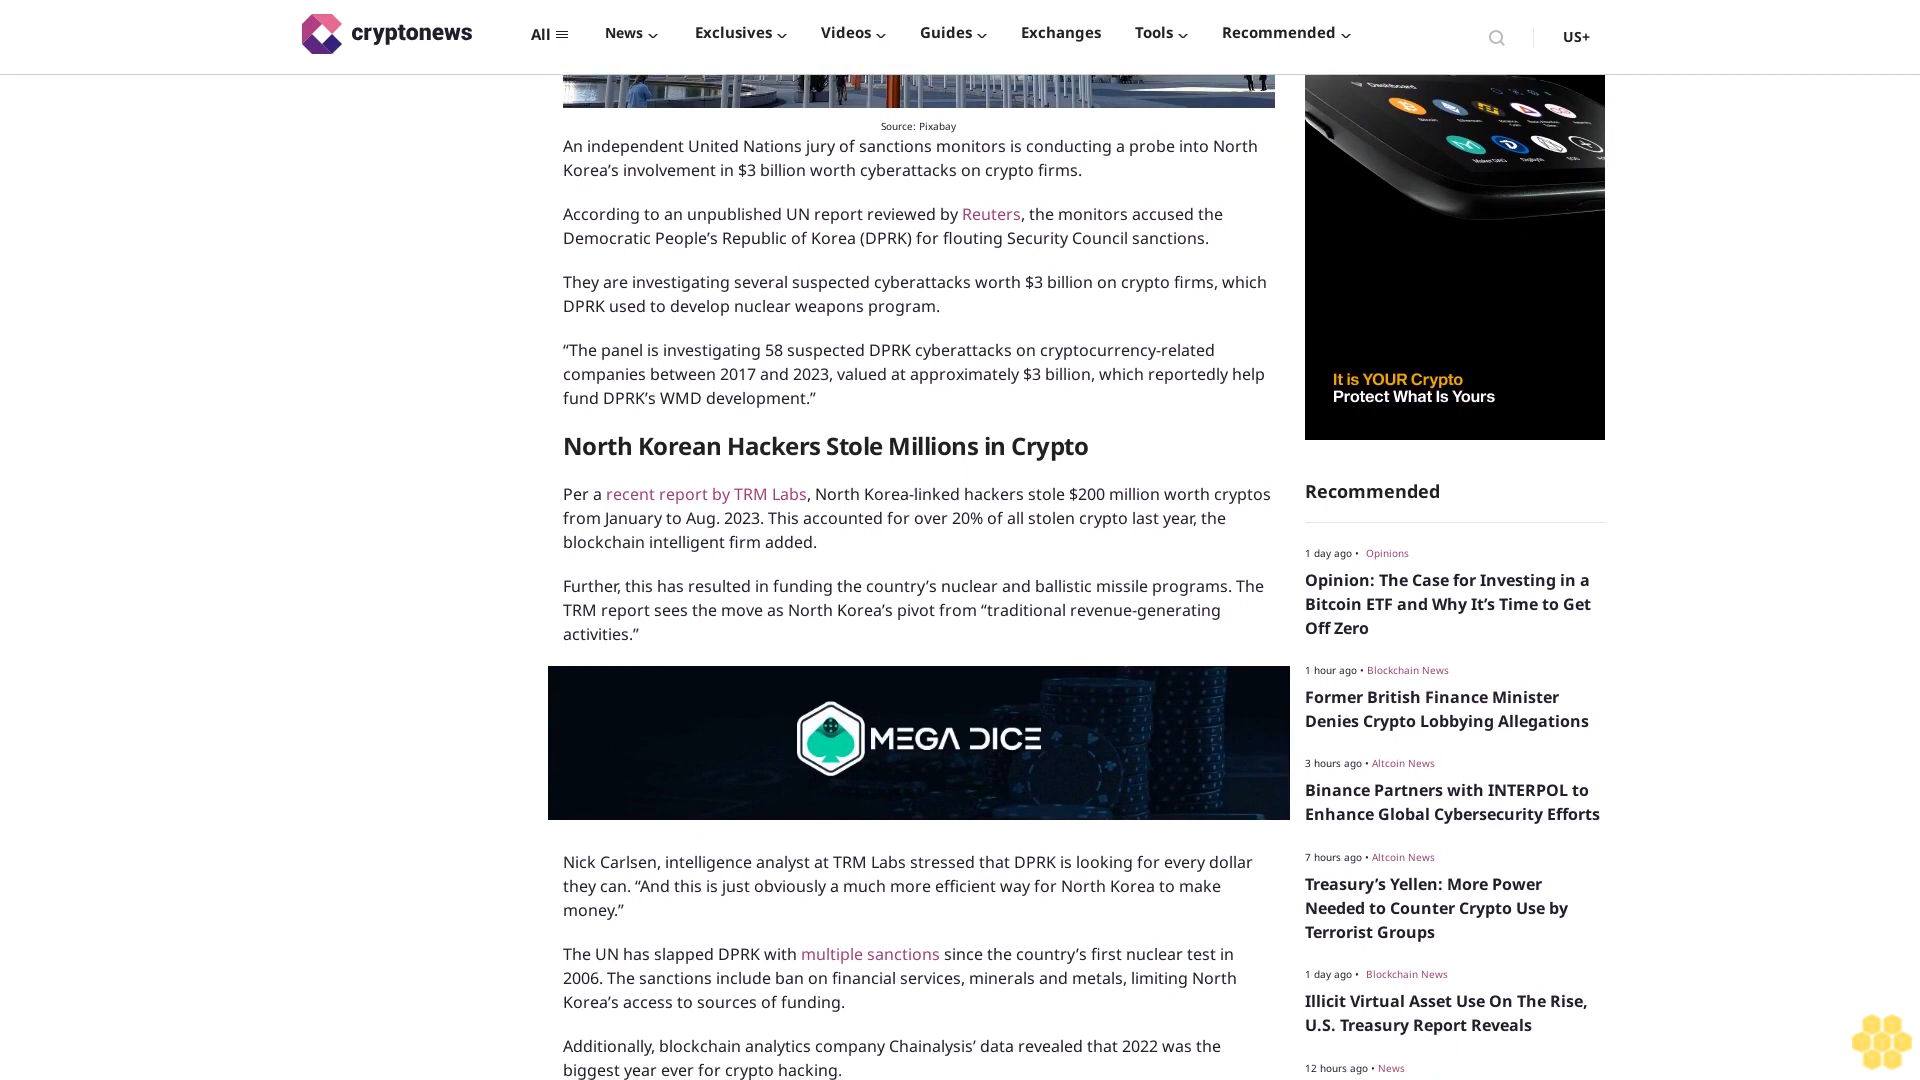 cryptonews
All
News
Exclusives
Videos
Guides
Exchanges
Tools
Recommended
US+
Source: Pixabay
An independent United Nations jury of sanctions monitors is conducting a probe into North
Korea’s involvement in $3 billion worth cyberattacks on crypto firms.
According to an unpublished UN report reviewed by Reuters, the monitors accused the
Democratic People’s Republic of Korea (DPRK) for flouting Security Council sanctions.
They are investigating several suspected cyberattacks worth $3 billion on crypto firms, which
DPRK used to develop nuclear weapons program.
“The panel is investigating 58 suspected DPRK cyberattacks on cryptocurrency-related
companies between 2017 and 2023, valued at approximately $3 billion, which reportedly help
fund DPRK’s WMD development.”
North Korean Hackers Stole Millions in Crypto
Per a recent report by TRM Labs, North Korea-linked hackers stole $200 million worth cryptos
from January to Aug. 2023. This accounted for over 20% of all stolen crypto last year, the
blockchain intelligent firm added.
Further, this has resulted in funding the country’s nuclear and ballistic missile programs. The
TRM report sees the move as North Korea’s pivot from “traditional revenue-generating
activities.”
MEGA DICE
Nick Carlsen, intelligence analyst at TRM Labs stressed that DPRK is looking for every dollar
they can. “And this is just obviously a much more efficient way for North Korea to make
money.”
The UN has slapped DPRK with multiple sanctions since the country’s first nuclear test in
2006. The sanctions include ban on financial services, minerals and metals, limiting North
Korea’s access to sources of funding.
Additionally, blockchain analytics company Chainalysis’ data revealed that 2022 was the
biggest year ever for crypto hacking.
Dashboard
Bitcoin
Ethereum
It is YOUR Crypto
Protect What Is Yours
Recommended
1 day ago • Opinions
Opinion: The Case for Investing in a
Bitcoin ETF and Why It’s Time to Get
Off Zero
1 hour ago • Blockchain News
Former British Finance Minister
Denies Crypto Lobbying Allegations
3 hours ago • Altcoin News
Binance Partners with INTERPOL to
Enhance Global Cybersecurity Efforts
7 hours ago • Altcoin News
Treasury’s Yellen: More Power
Needed to Counter Crypto Use by
Terrorist Groups
1 day ago • Blockchain News
Illicit Virtual Asset Use On The Rise,
U.S. Treasury Report Reveals
12 hours ago • News